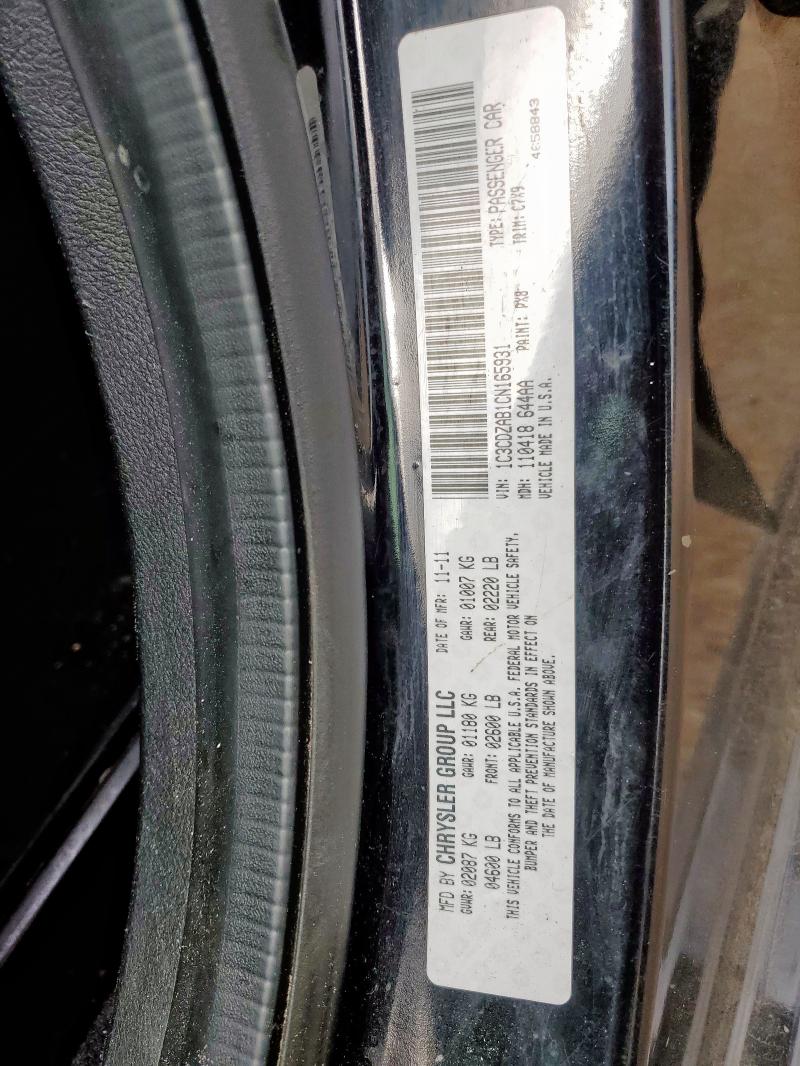 MFD BY CHRYSLER GROUP LLC DATE OF MFR: 11-11
GVWR: 02087 KG GAWR: 01180 KG GAWR: 01007 KG
04600 LB FRONT: 02600 LB REAR: 02220 LB
THIS VEHICLE CONFORMS TO ALL APPLICABLE U.S.A. FEDERAL MOTOR VEHICLE SAFETY,
BUMPER AND THEFT PREVENTION STANDARDS IN EFFECT ON
THE DATE OF MANUFACTURE SHOWN ABOVE.
VIN: 1C3CDZAB1CN165931 TYPE: PASSENGER CAR
MDH: 110418 644AA PAINT: PX8 TRIM: C7X9
VEHICLE MADE IN U.S.A.
4658843